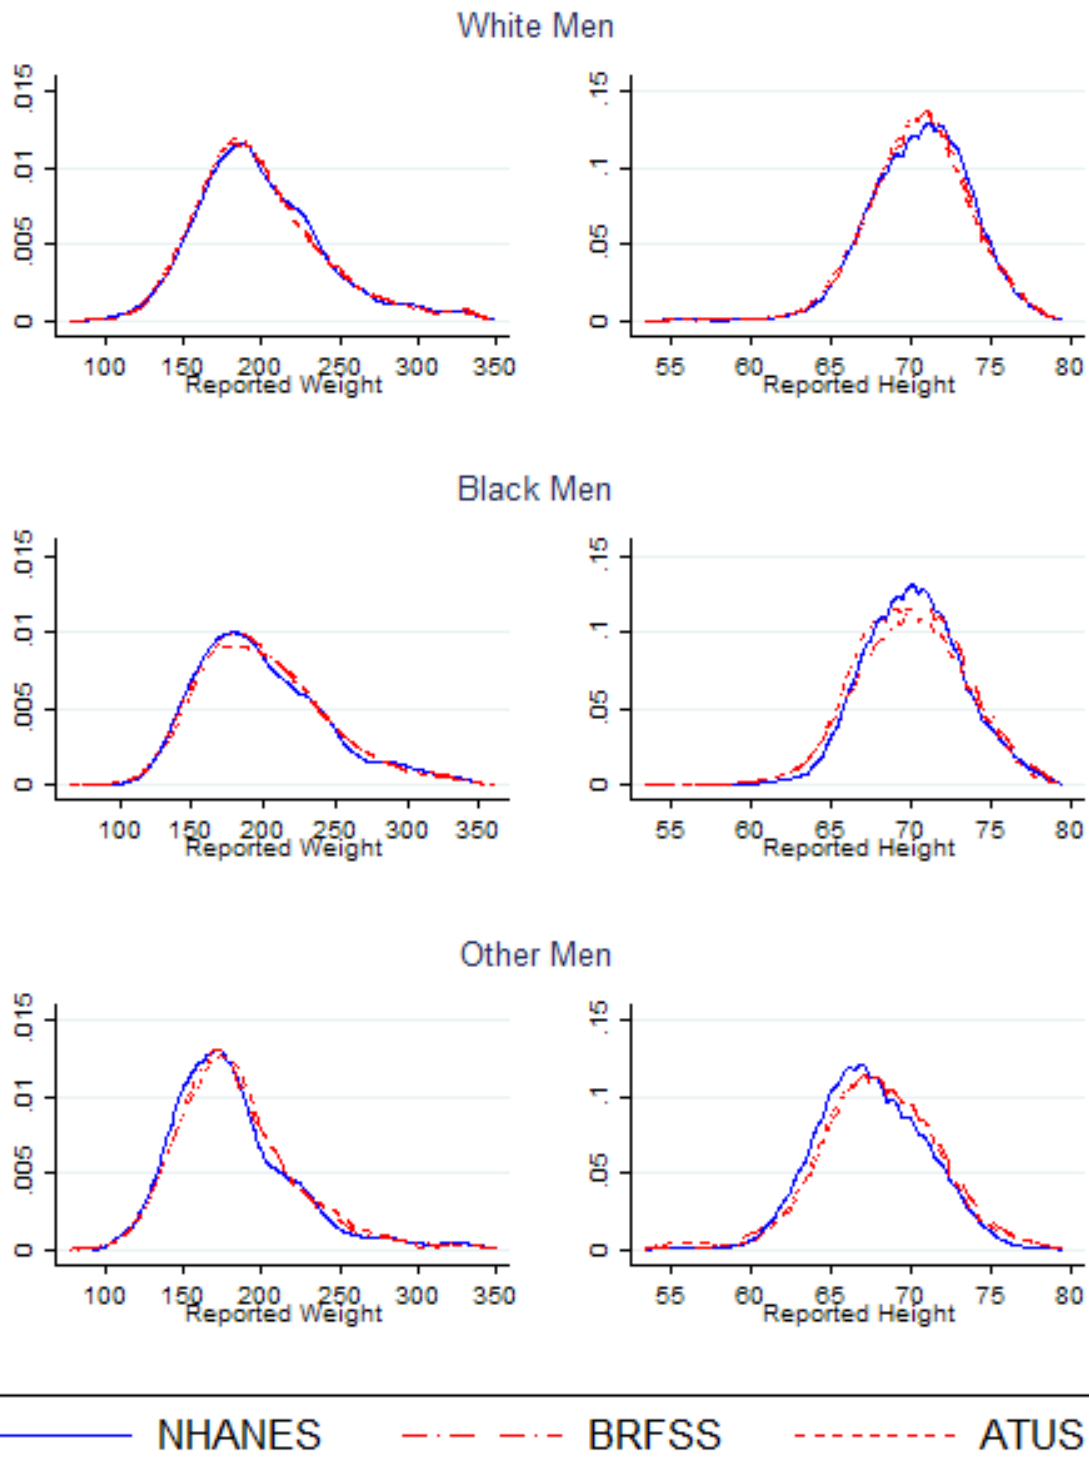 White Men
.015
.01
.005
0
100 150 200 250 300 350
Reported Weight
.15
.1
.05
0
55 60 65 70 75 80
Reported Height
Black Men
.015
.01
.005
0
100 150 200 250 300 350
Reported Weight
.15
.1
.05
0
55 60 65 70 75 80
Reported Height
Other Men
.015
.01
.005
0
100 150 200 250 300 350
Reported Weight
.15
.1
.05
0
55 60 65 70 75 80
Reported Height
NHANES BRFSS ATUS